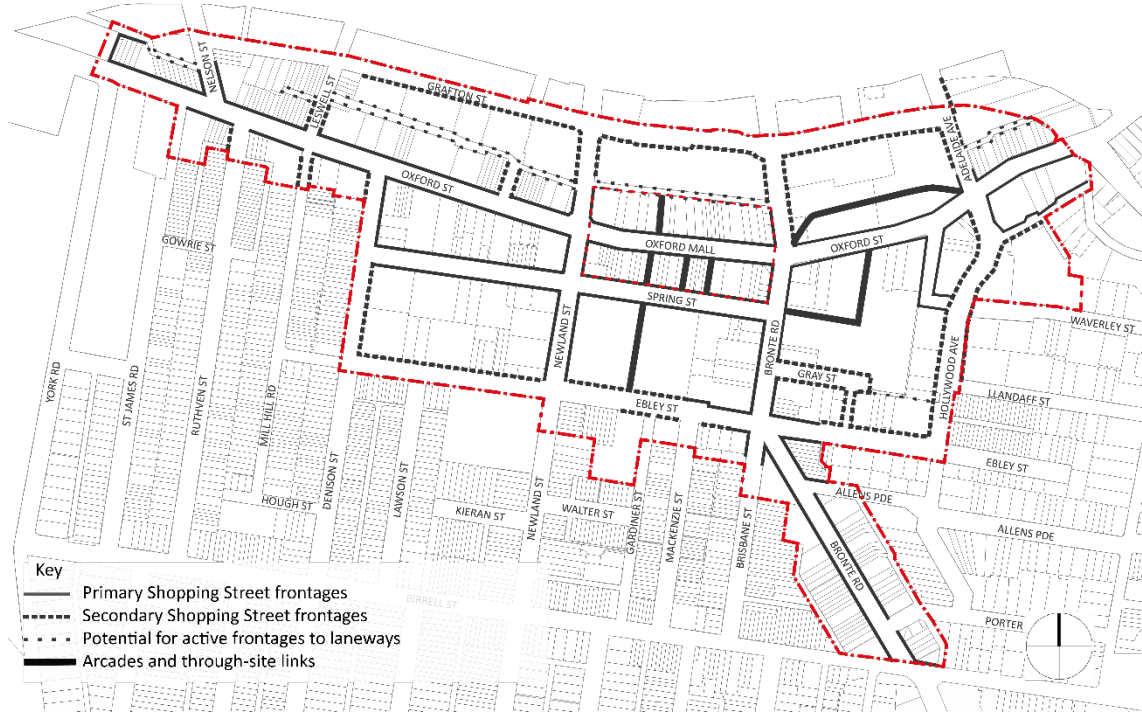 NELSON ST
LESWELL ST
GRAFTON ST
ADELAIDE AVE
OXFORD ST
GOWRIE ST
OXFORD MALL
OXFORD ST
SPRING ST
NEWLAND ST
BRONTE RD
WAVERLEY ST
HOLLYWOOD AVE
GRAY ST
LLANDAFF ST
YORK RD
ST JAMES RD
RUTHVEN ST
MILL HILL RD
EBLEY ST
EBLEY ST
DENISON ST
LAWSON ST
HOUGH ST
KIERAN ST
NEWLAND ST
WALTER ST
GARDINER ST
MACKENZIE ST
BRISBANE ST
ALLENS PDE
ALLENS PDE
BRONTE RD
PORTER
BIRRELL ST
Key
Primary Shopping Street frontages
Secondary Shopping Street frontages
Potential for active frontages to laneways
Arcades and through-site links